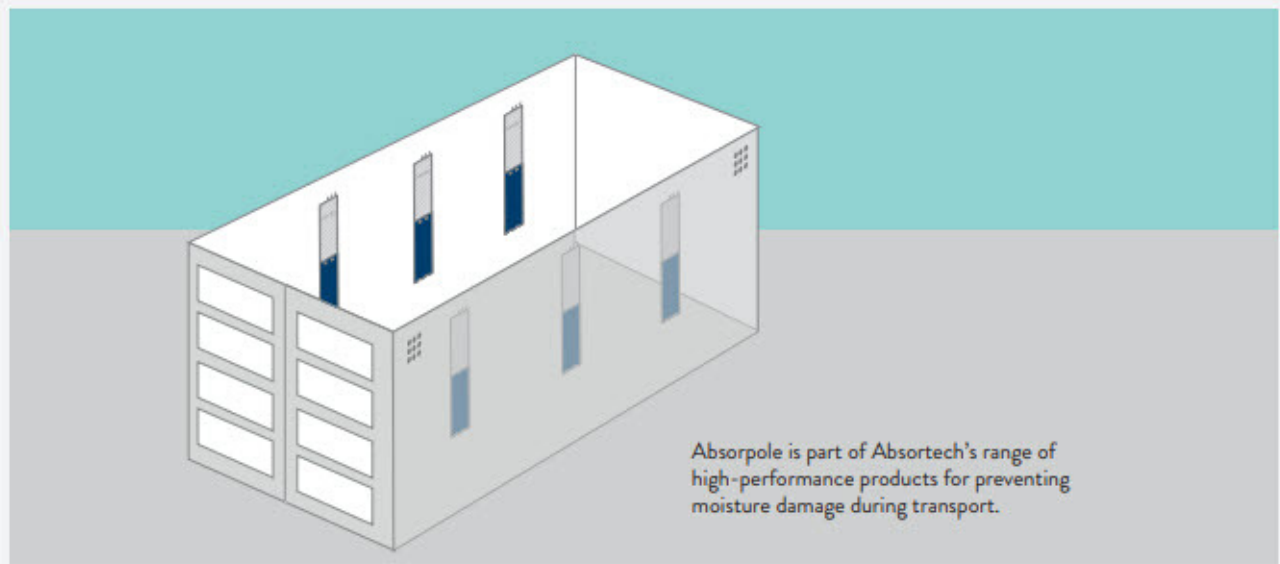 Absorpole is part of Absortech's range of
high-performance products for preventing
moisture damage during transport.